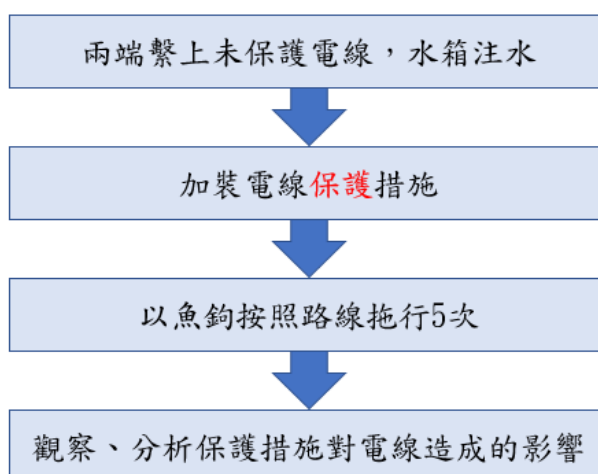 兩端繫上未保護電線，水箱注水
加裝電線保護措施
以魚鉤按照路線拖行5次
觀察、分析保護措施對電線造成的影響